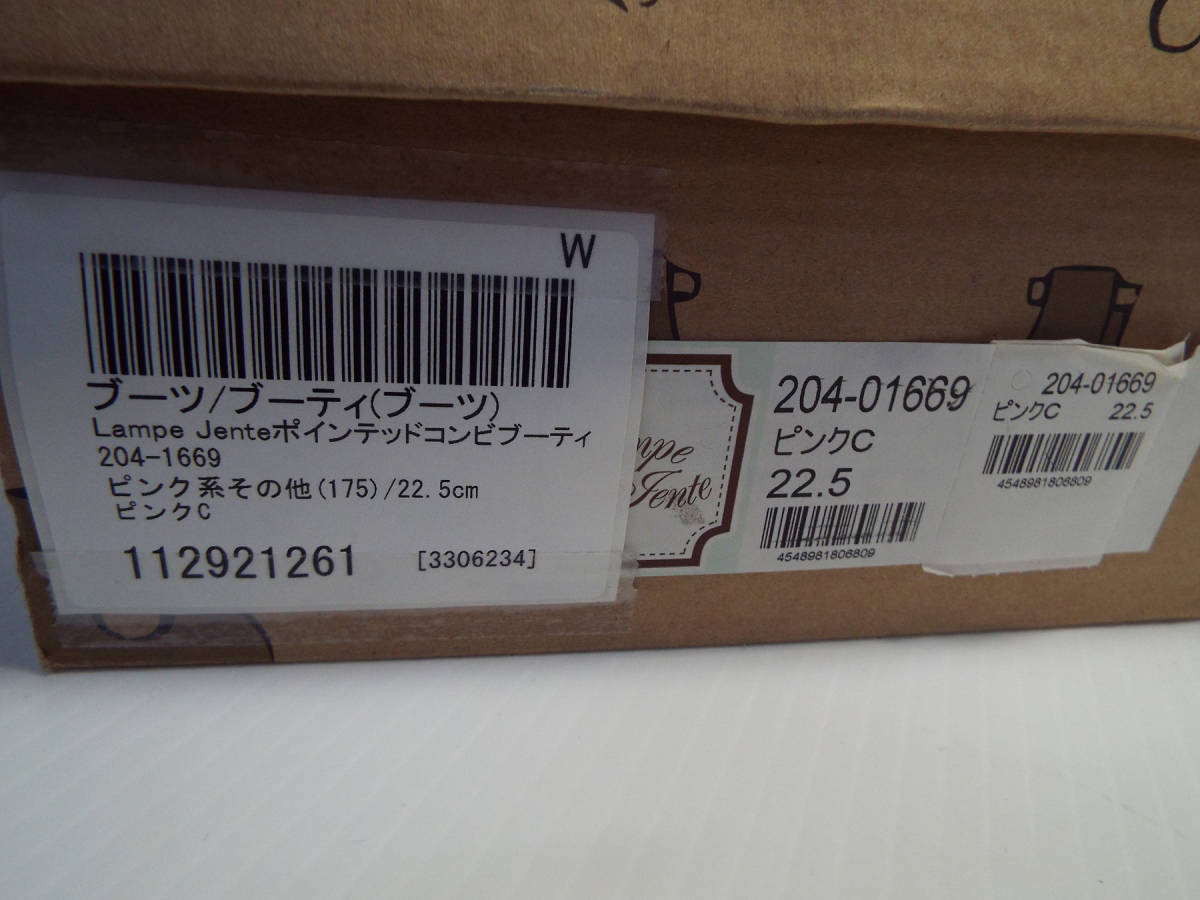 W
ブーツ/ブーティ(ブーツ)
Lampe Jenteポインテッドコンビブーティ
204-1669
ピンク系その他(175)/22.5cm
ピンクC
112921261 [3306234]
mpe
Jente
204-01669
ピンクC
22.5
4548981806809
204-01669
ピンクC 22.5
4548981806809